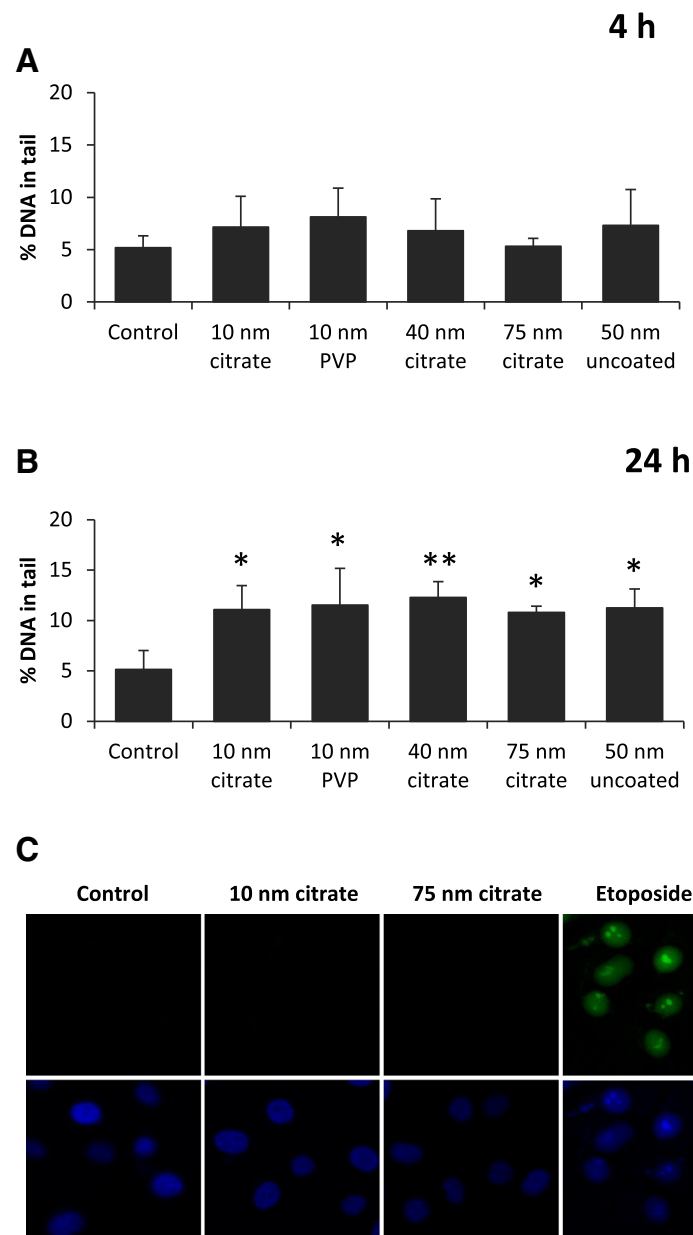 4 h
A
20
15
10
5
0
% DNA in tail
Control
10 nm
citrate
10 nm
PVP
40 nm
citrate
75 nm
citrate
50 nm
uncoated
B
24 h
20
15
10
5
0
% DNA in tail
*
*
**
*
*
Control
10 nm
citrate
10 nm
PVP
40 nm
citrate
75 nm
citrate
50 nm
uncoated
C
Control
10 nm citrate
75 nm citrate
Etoposide